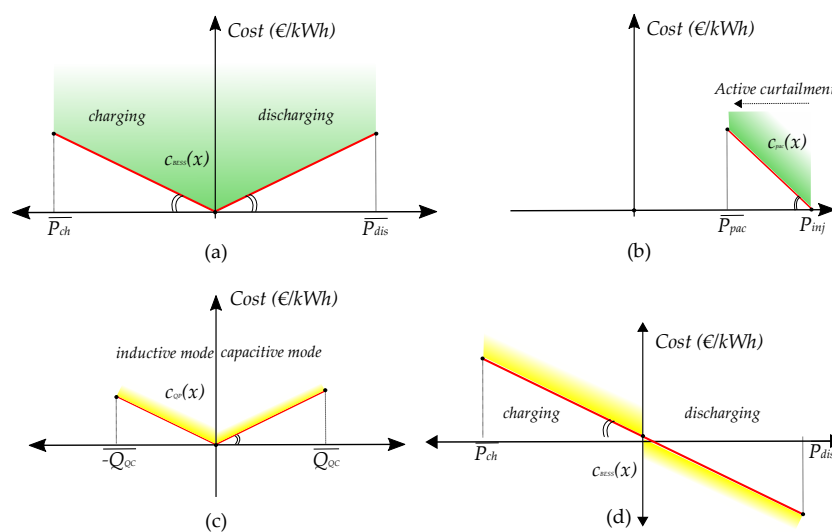 Cost (€/kWh)
charging
discharging
c_BESS(x)
P_ch
P_dis
(a)
Cost (€/kWh)
Active curtailment
c_pac(x)
P_pac
P_inj
(b)
Cost (€/kWh)
inductive mode capacitive mode
c_QP(x)
-Q_QC
Q_QC
(c)
Cost (€/kWh)
charging
discharging
P_ch
P_dis
c_BESS(x)
(d)